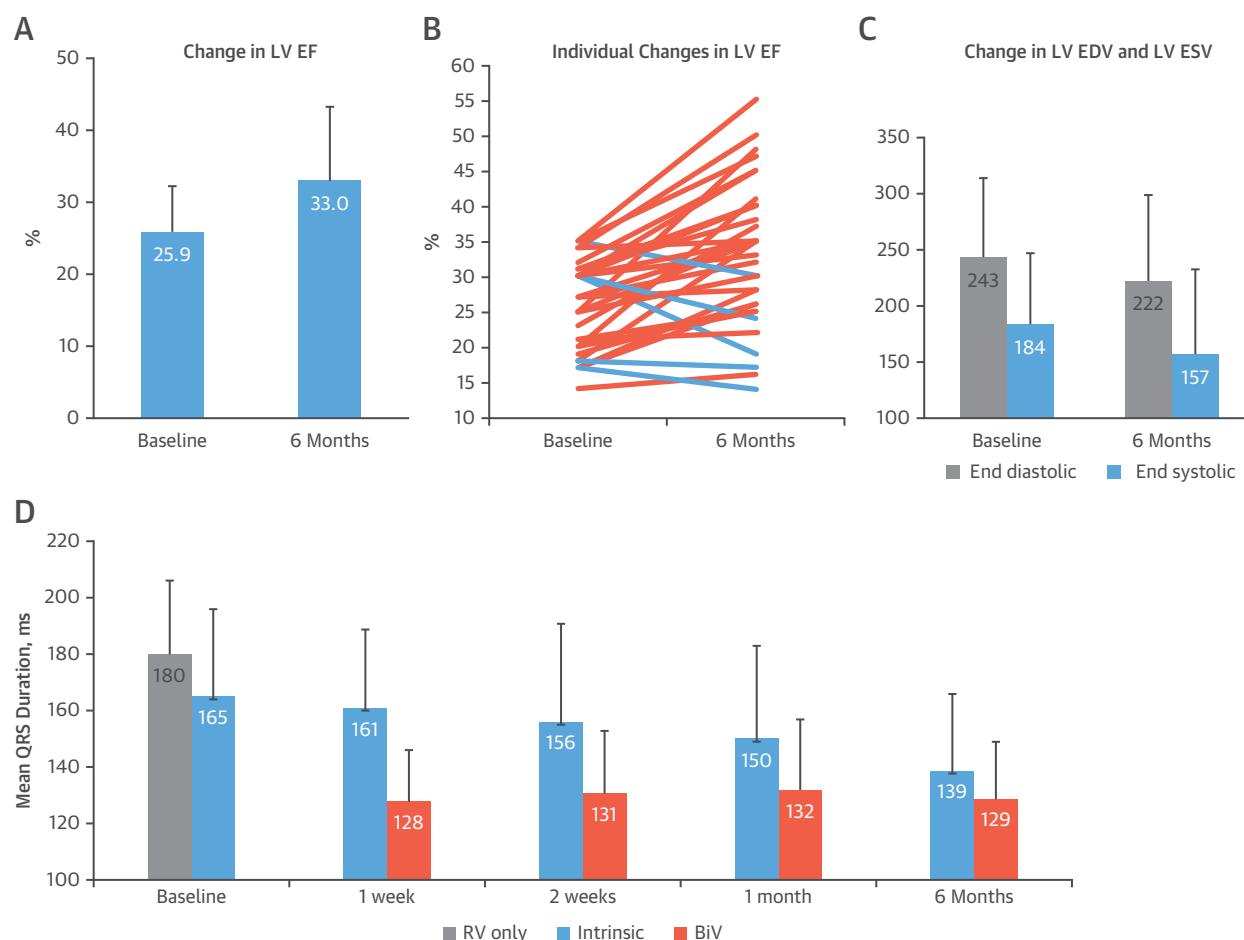 A
Change in LV EF
50
40
30
20
10
0
%
25.9
33.0
Baseline
6 Months
B
Individual Changes in LV EF
60
55
50
45
40
35
30
25
20
15
10
%
Baseline
6 Months
C
Change in LV EDV and LV ESV
350
250
200
150
100
243
184
222
157
Baseline
6 Months
End diastolic
End systolic
D
Mean QRS Duration, ms
220
200
180
160
140
120
100
180
165
161
128
156
131
150
132
139
129
Baseline
1 week
2 weeks
1 month
6 Months
RV only
Intrinsic
BiV